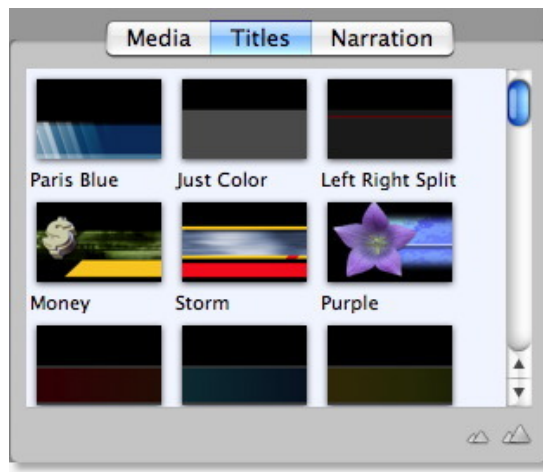 Media Titles Narration
Paris Blue Just Color Left Right Split
$
Money Storm Purple